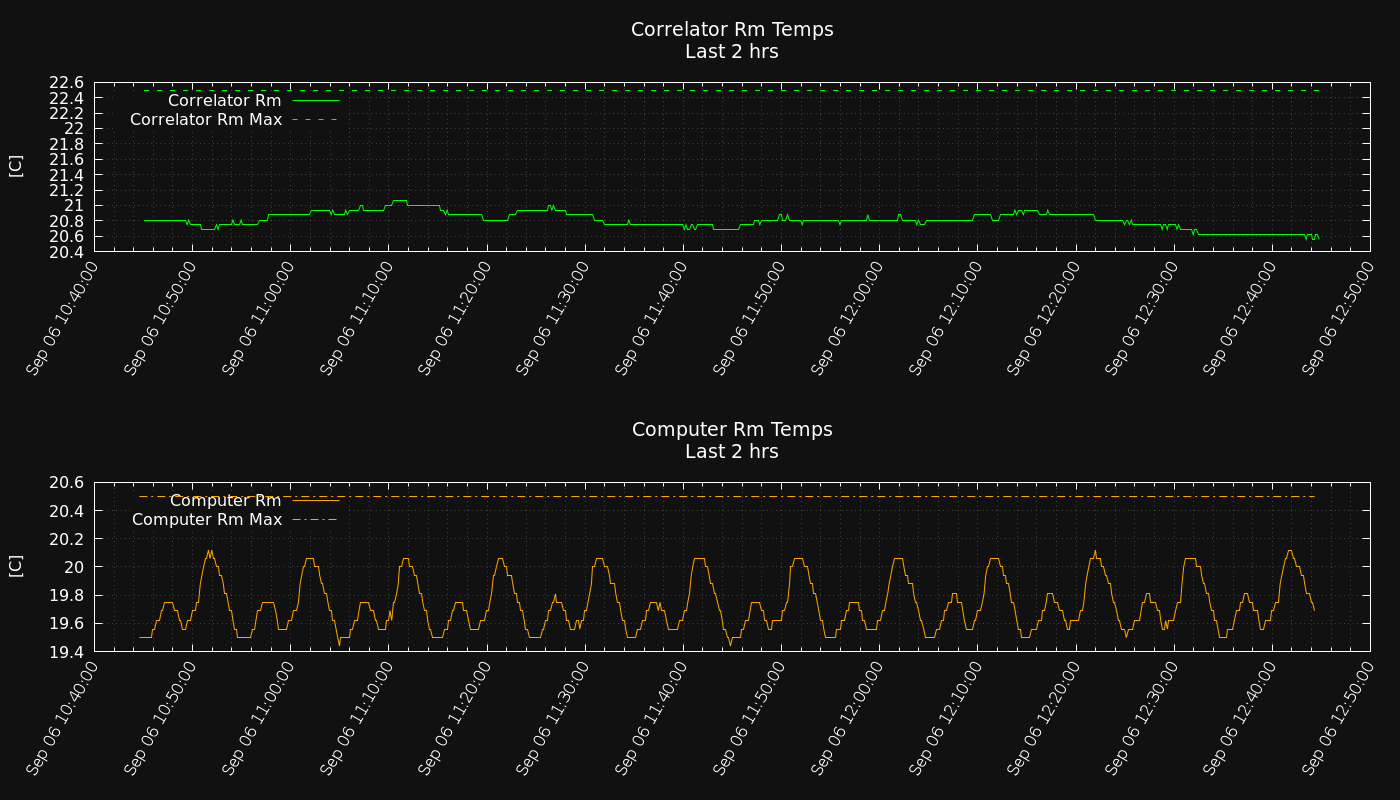 Correlator Rm Temps
Last 2 hrs
22.6
22.4
22.2
22
21.8
21.6
21.4
21.2
21
20.8
20.6
20.4
[C]
Correlator Rm
Correlator Rm Max
Sep 06 10:40:00
Sep 06 10:50:00
Sep 06 11:00:00
Sep 06 11:10:00
Sep 06 11:20:00
Sep 06 11:30:00
Sep 06 11:40:00
Sep 06 11:50:00
Sep 06 12:00:00
Sep 06 12:10:00
Sep 06 12:20:00
Sep 06 12:30:00
Sep 06 12:40:00
Sep 06 12:50:00
Computer Rm Temps
Last 2 hrs
20.6
20.4
20.2
20
19.8
19.6
19.4
[C]
Computer Rm
Computer Rm Max
Sep 06 10:40:00
Sep 06 10:50:00
Sep 06 11:00:00
Sep 06 11:10:00
Sep 06 11:20:00
Sep 06 11:30:00
Sep 06 11:40:00
Sep 06 11:50:00
Sep 06 12:00:00
Sep 06 12:10:00
Sep 06 12:20:00
Sep 06 12:30:00
Sep 06 12:40:00
Sep 06 12:50:00